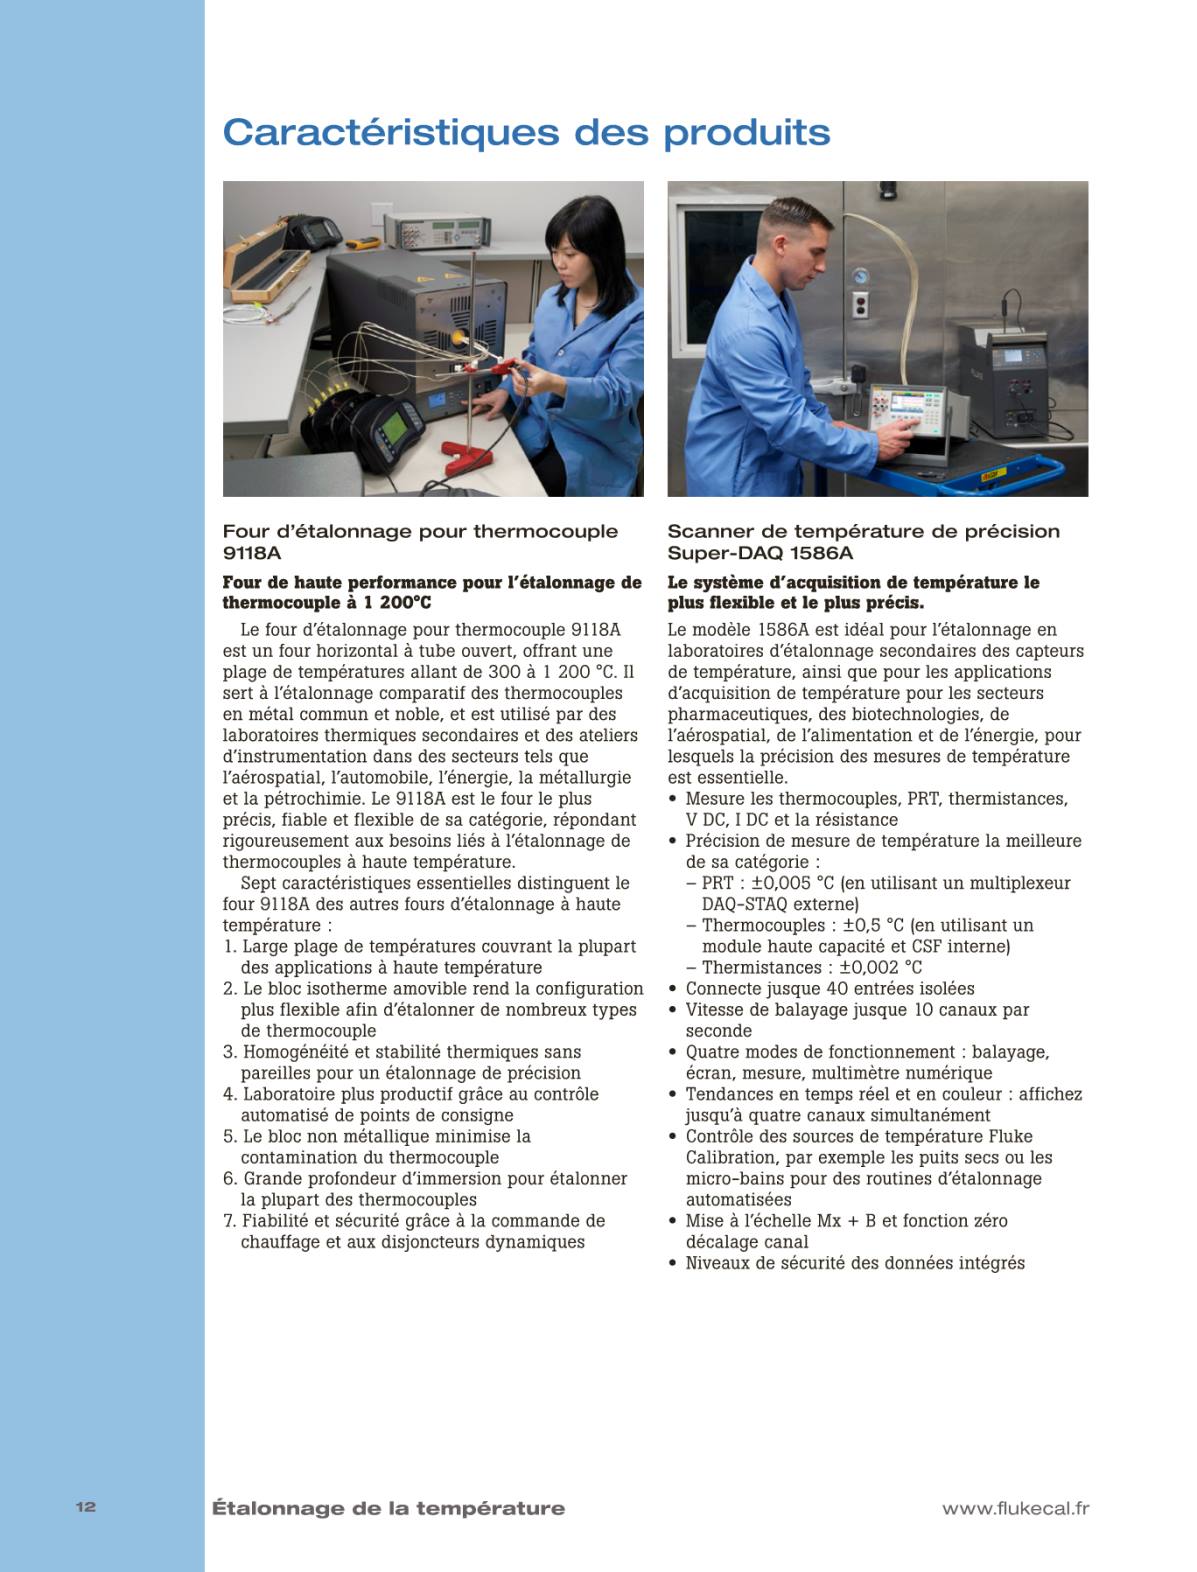 Caractéristiques des produits
Four d’étalonnage pour thermocouple
9118A
Four de haute performance pour l’étalonnage de
thermocouple à 1 200°C
Le four d’étalonnage pour thermocouple 9118A
est un four horizontal à tube ouvert, offrant une
plage de températures allant de 300 à 1 200 °C. Il
sert à l’étalonnage comparatif des thermocouples
en métal commun et noble, et est utilisé par des
laboratoires thermiques secondaires et des ateliers
d’instrumentation dans des secteurs tels que
l’aérospatial, l’automobile, l’énergie, la métallurgie
et la pétrochimie. Le 9118A est le four le plus
précis, fiable et flexible de sa catégorie, répondant
rigoureusement aux besoins liés à l’étalonnage de
thermocouples à haute température.
Sept caractéristiques essentielles distinguent le
four 9118A des autres fours d’étalonnage à haute
température :
1. Large plage de températures couvrant la plupart
des applications à haute température
2. Le bloc isotherme amovible rend la configuration
plus flexible afin d’étalonner de nombreux types
de thermocouple
3. Homogénéité et stabilité thermiques sans
pareilles pour un étalonnage de précision
4. Laboratoire plus productif grâce au contrôle
automatisé de points de consigne
5. Le bloc non métallique minimise la
contamination du thermocouple
6. Grande profondeur d’immersion pour étalonner
la plupart des thermocouples
7. Fiabilité et sécurité grâce à la commande de
chauffage et aux disjoncteurs dynamiques
Scanner de température de précision
Super-DAQ 1586A
Le système d’acquisition de température le
plus flexible et le plus précis.
Le modèle 1586A est idéal pour l’étalonnage en
laboratoires d’étalonnage secondaires des capteurs
de température, ainsi que pour les applications
d’acquisition de température pour les secteurs
pharmaceutiques, des biotechnologies, de
l’aérospatial, de l’alimentation et de l’énergie, pour
lesquels la précision des mesures de température
est essentielle.
• Mesure les thermocouples, PRT, thermistances,
V DC, I DC et la résistance
• Précision de mesure de température la meilleure
de sa catégorie :
– PRT : ±0,005 °C (en utilisant un multiplexeur
DAQ-STAQ externe)
– Thermocouples : ±0,5 °C (en utilisant un
module haute capacité et CSF interne)
– Thermistances : ±0,002 °C
• Connecte jusque 40 entrées isolées
• Vitesse de balayage jusque 10 canaux par
seconde
• Quatre modes de fonctionnement : balayage,
écran, mesure, multimètre numérique
• Tendances en temps réel et en couleur : affichez
jusqu’à quatre canaux simultanément
• Contrôle des sources de température Fluke
Calibration, par exemple les puits secs ou les
micro-bains pour des routines d’étalonnage
automatisées
• Mise à l’échelle Mx + B et fonction zéro
décalage canal
• Niveaux de sécurité des données intégrés
12
Étalonnage de la température
www.flukecal.fr